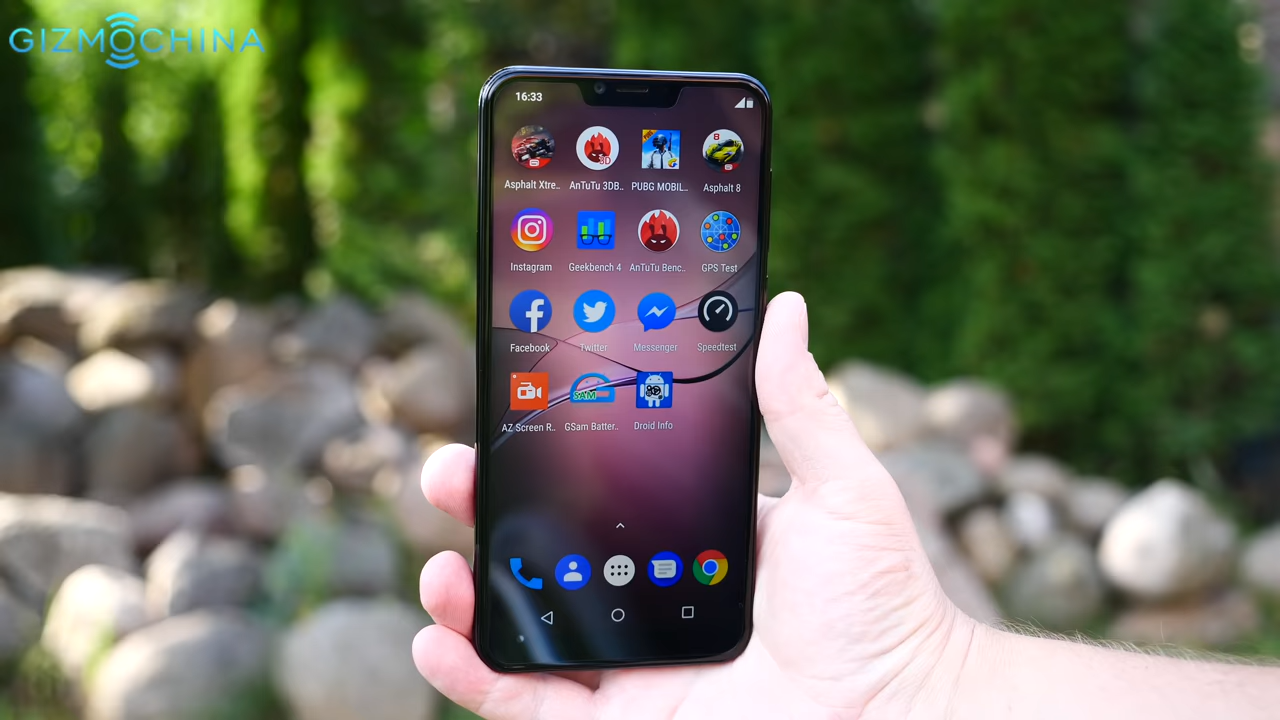 GIZMOCHINA
16:33
Asphalt Xtre.. AnTuTu 3DB.. PUBG MOBIL.. Asphalt 8
Instagram Geekbench 4 AnTuTu Benc.. GPS Test
Facebook Twitter Messenger Speedtest
SAM
AZ Screen R.. GSam Batter.. Droid Info